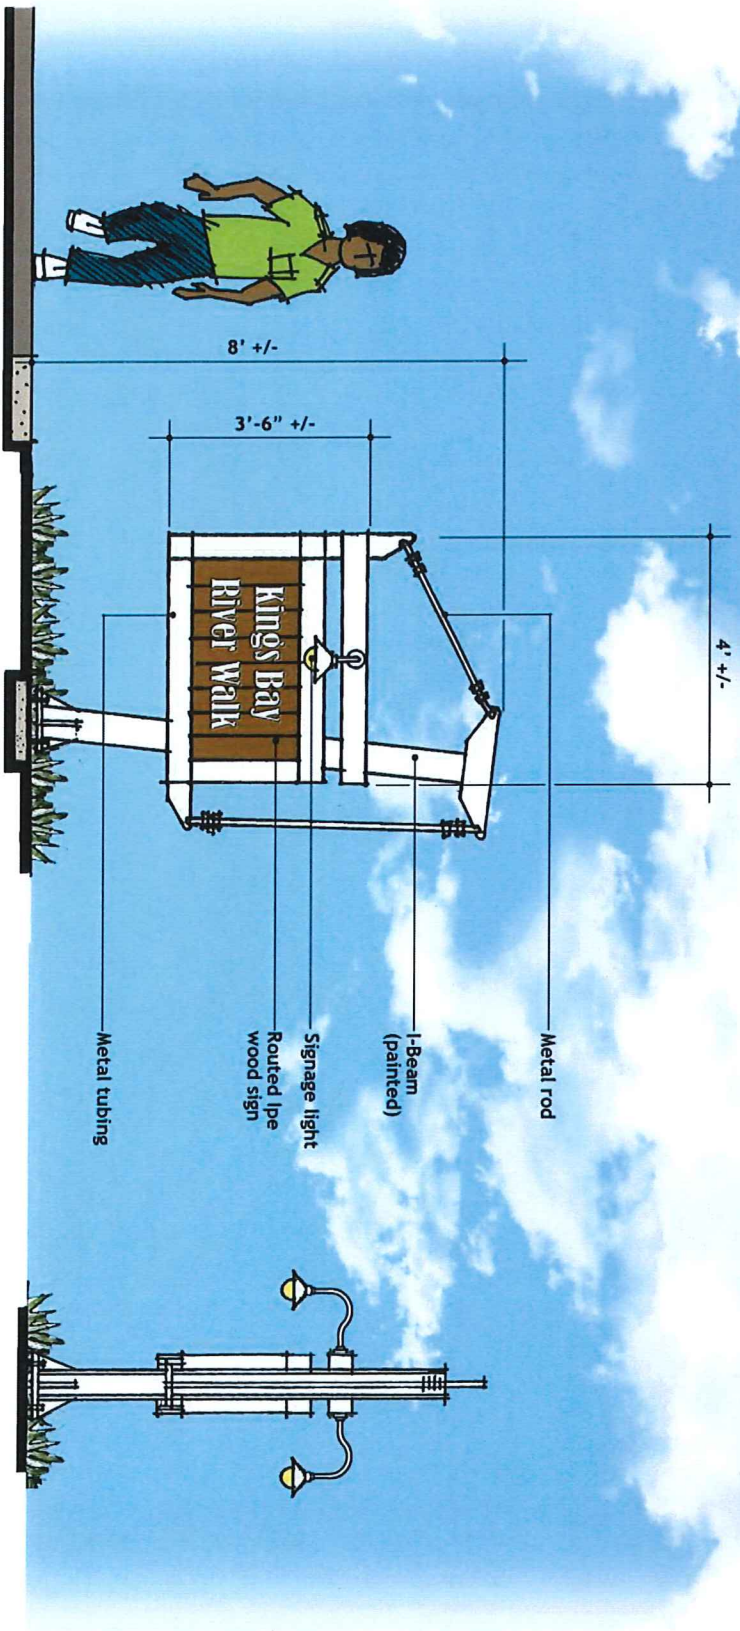 4' +/-
8' +/-
3'-6" +/-
Kings Bay
River Walk
Metal rod
I-Beam
(painted)
Signage light
Routed Ipe
wood sign
Metal tubing